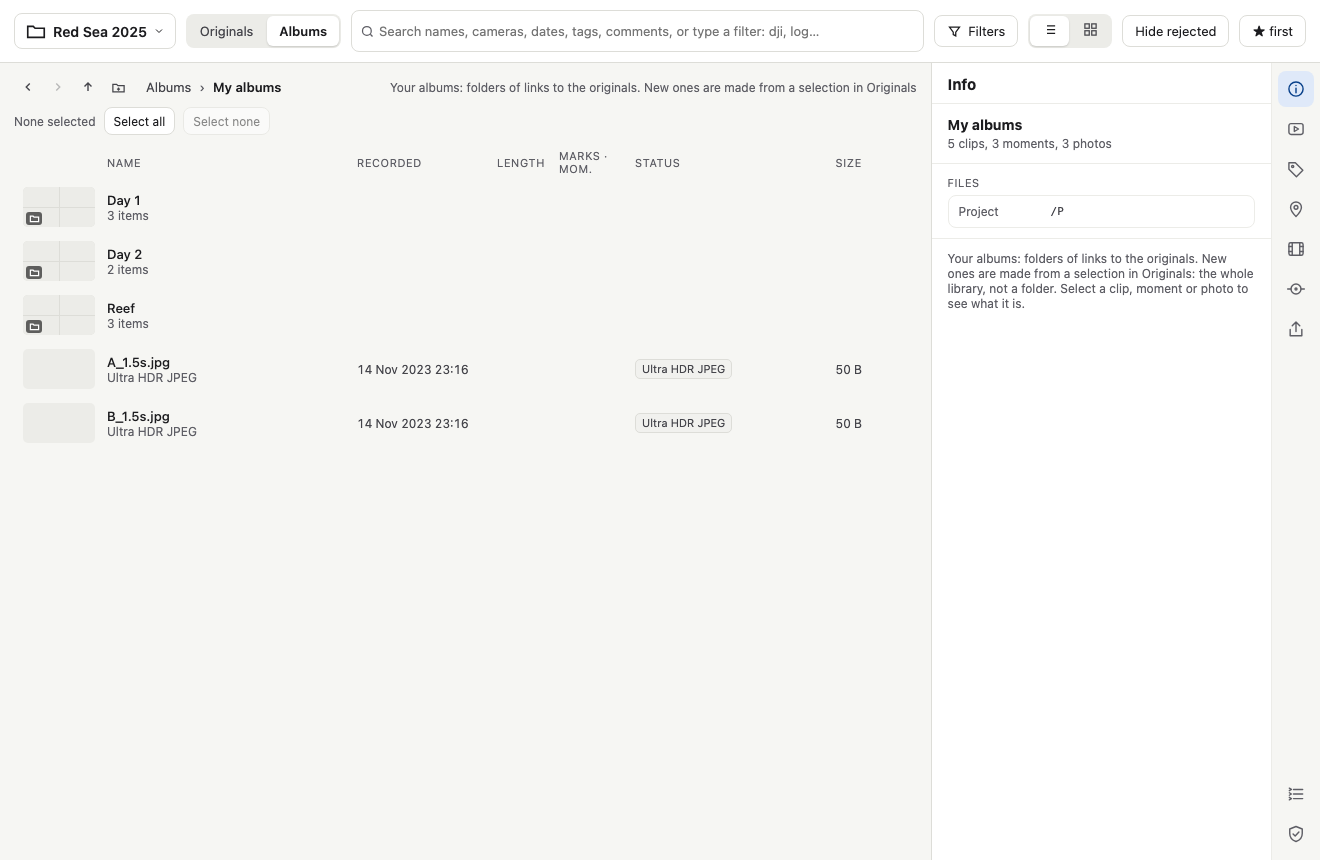 Red Sea 2025
Originals
Albums
Search names, cameras, dates, tags, comments, or type a filter: dji, log...
Filters
Hide rejected
★ first
Albums › My albums
Your albums: folders of links to the originals. New ones are made from a selection in Originals
None selected
Select all
Select none
NAME
RECORDED
LENGTH
MARKS ·
MOM.
STATUS
SIZE
Day 1
3 items
Day 2
2 items
Reef
3 items
A_1.5s.jpg
Ultra HDR JPEG
14 Nov 2023 23:16
Ultra HDR JPEG
50 B
B_1.5s.jpg
Ultra HDR JPEG
14 Nov 2023 23:16
Ultra HDR JPEG
50 B
Info
My albums
5 clips, 3 moments, 3 photos
FILES
Project /P
Your albums: folders of links to the originals. New
ones are made from a selection in Originals: the whole
library, not a folder. Select a clip, moment or photo to
see what it is.